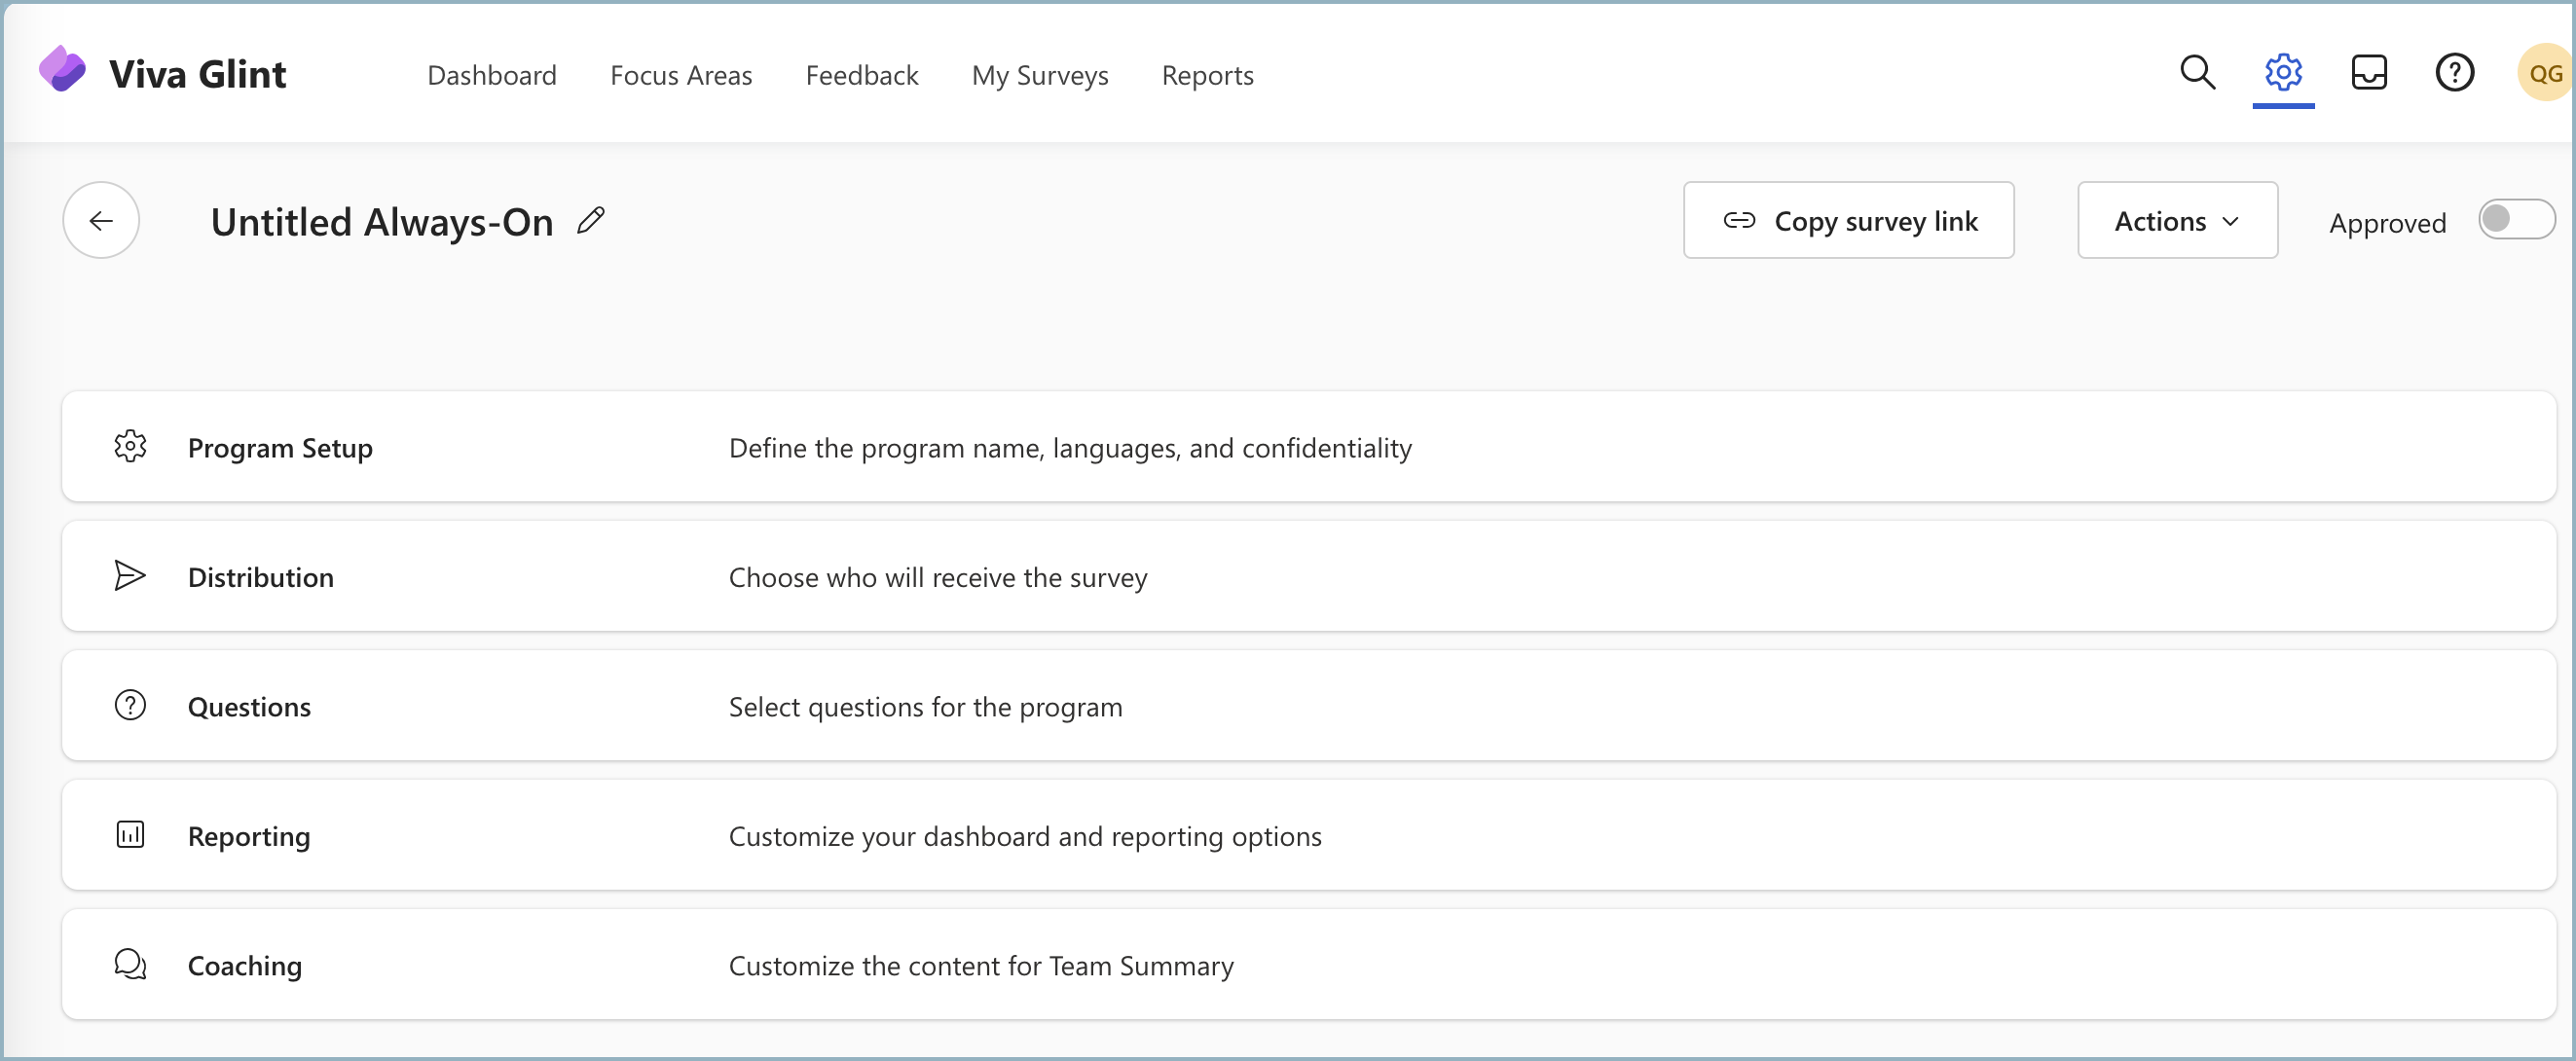 Viva Glint Dashboard Focus Areas Feedback My Surveys Reports QG
Untitled Always-On Copy survey link Actions Approved
Program Setup Define the program name, languages, and confidentiality
Distribution Choose who will receive the survey
Questions Select questions for the program
Reporting Customize your dashboard and reporting options
Coaching Customize the content for Team Summary